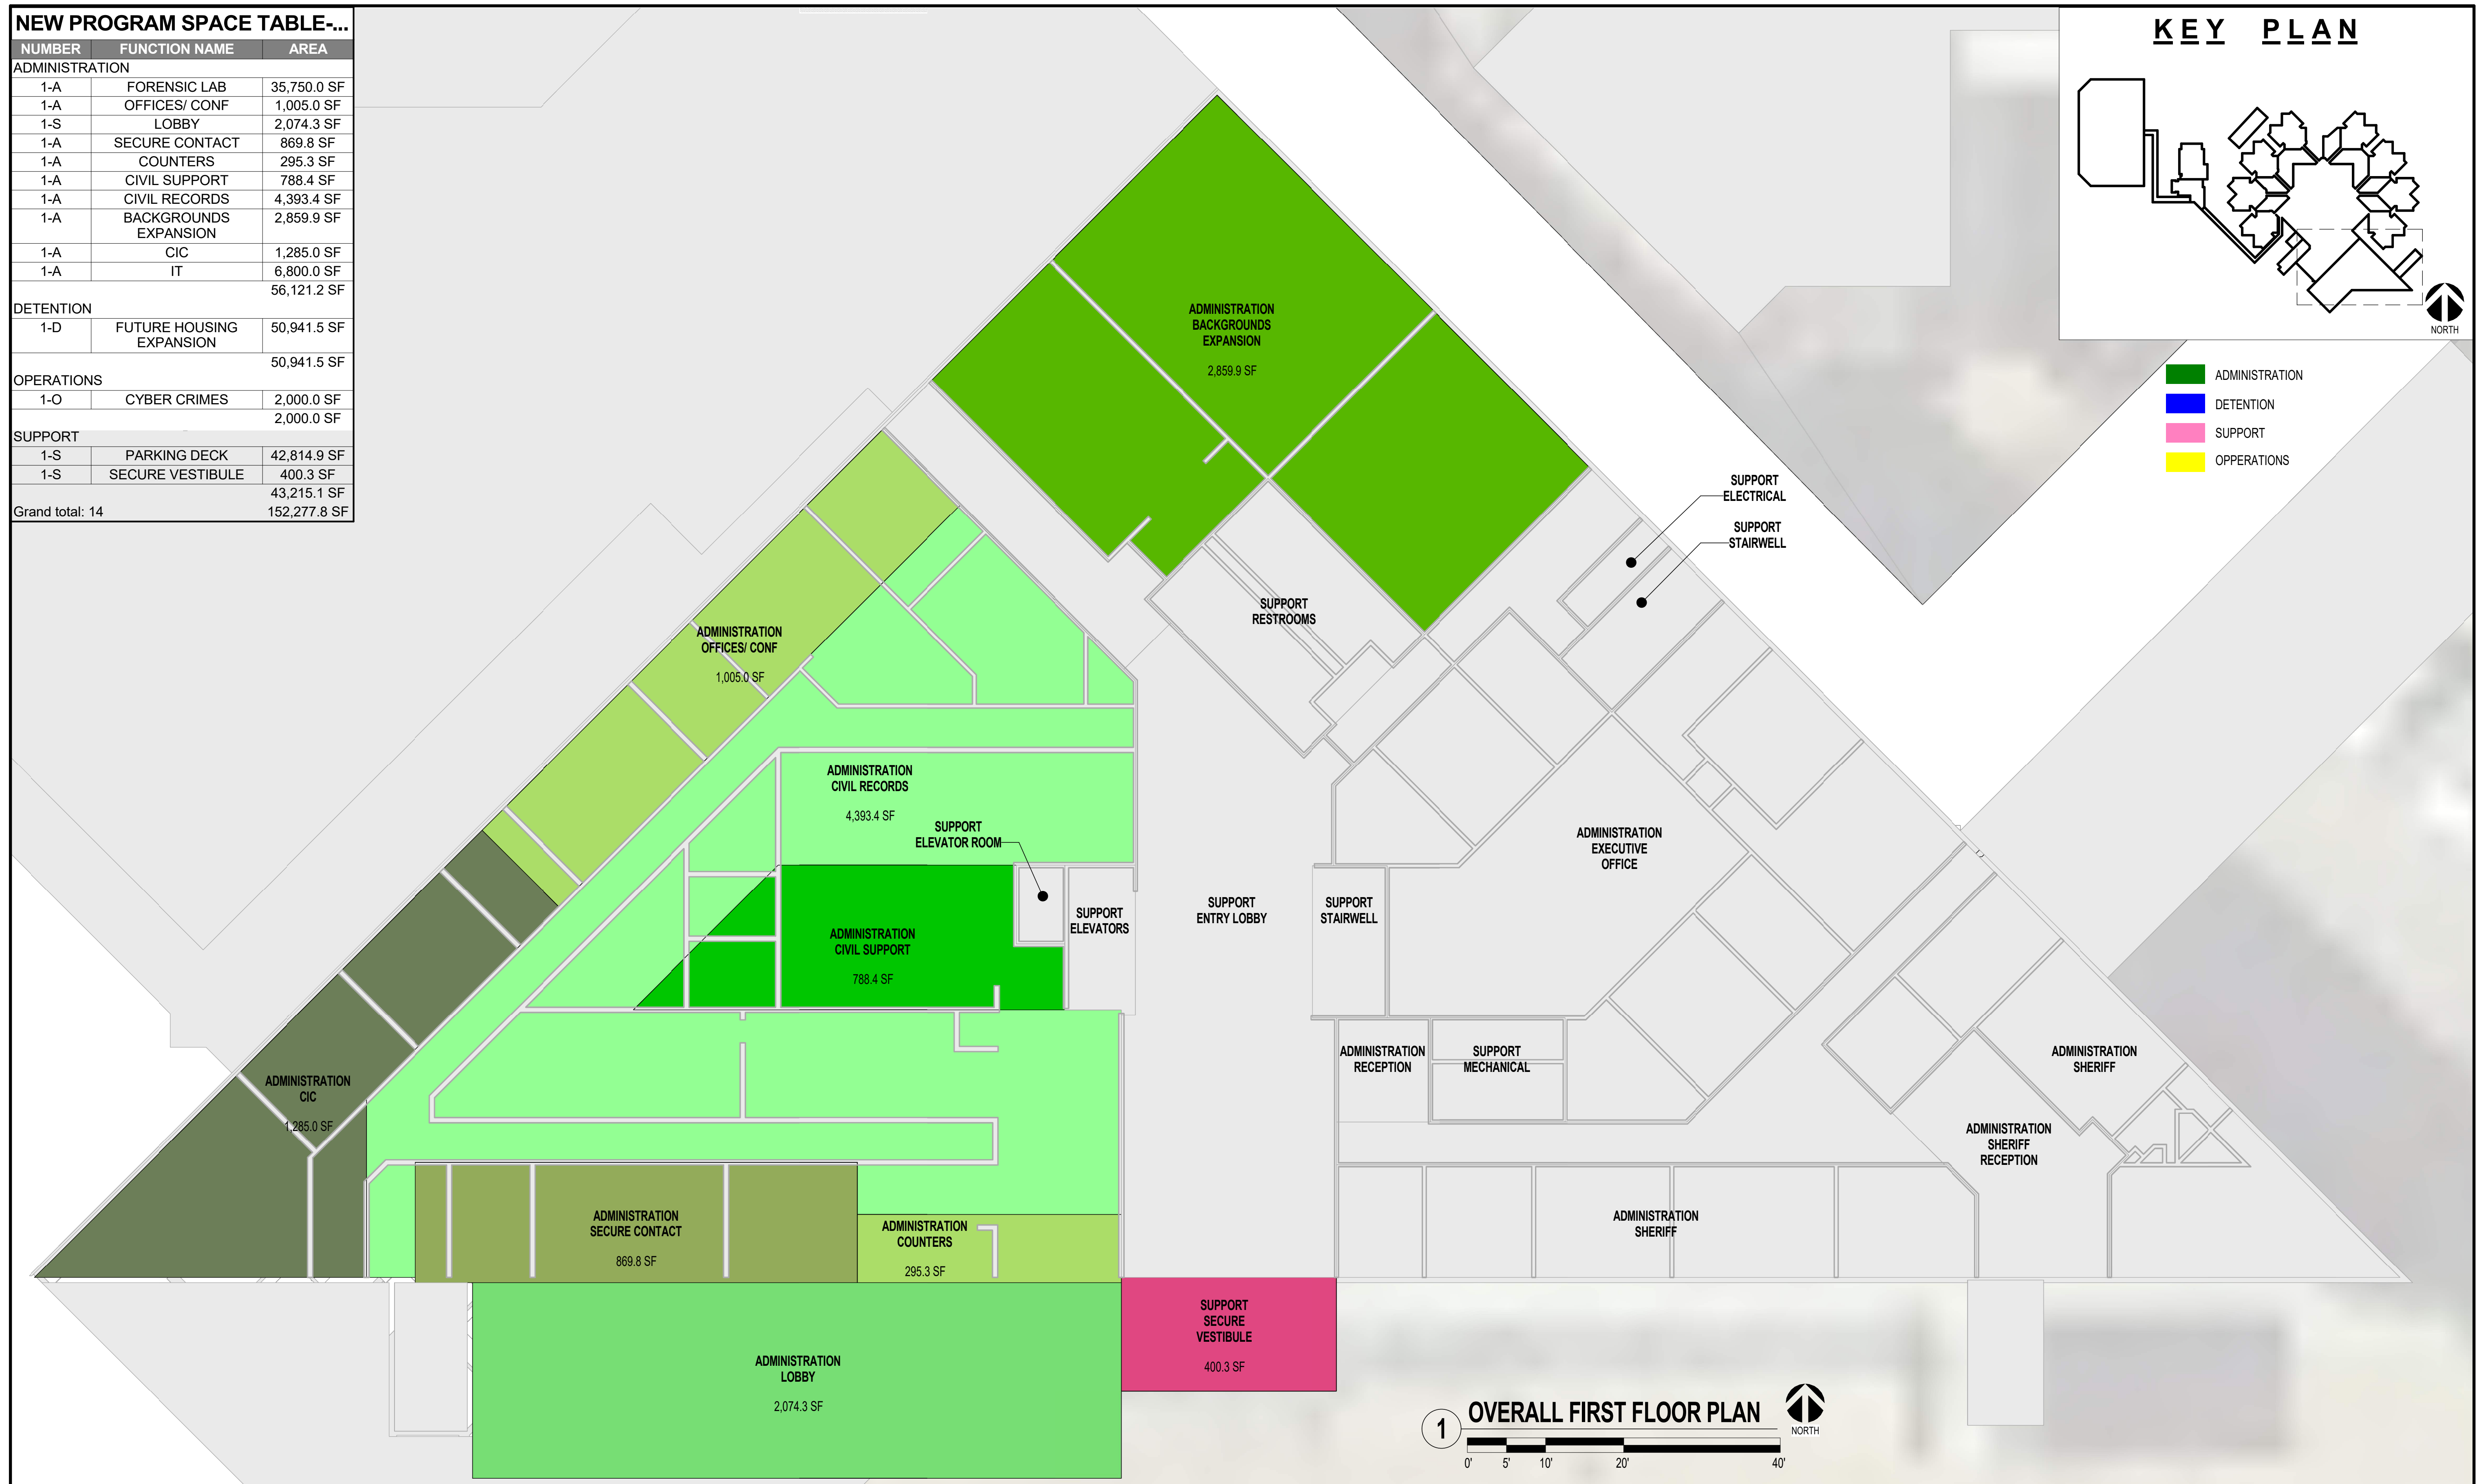 NEW PROGRAM SPACE TABLE-...
NUMBER FUNCTION NAME AREA
ADMINISTRATION
1-A FORENSIC LAB 35,750.0 SF
1-A OFFICES/ CONF 1,005.0 SF
1-S LOBBY 2,074.3 SF
1-A SECURE CONTACT 869.8 SF
1-A COUNTERS 295.3 SF
1-A CIVIL SUPPORT 788.4 SF
1-A CIVIL RECORDS 4,393.4 SF
1-A BACKGROUNDS 2,859.9 SF
EXPANSION
1-A CIC 1,285.0 SF
1-A IT 6,800.0 SF
56,121.2 SF
DETENTION
1-D FUTURE HOUSING 50,941.5 SF
EXPANSION
50,941.5 SF
OPERATIONS
1-O CYBER CRIMES 2,000.0 SF
2,000.0 SF
SUPPORT
1-S PARKING DECK 42,814.9 SF
1-S SECURE VESTIBULE 400.3 SF
43,215.1 SF
Grand total: 14 152,277.8 SF
KEY PLAN
NORTH
ADMINISTRATION
DETENTION
SUPPORT
OPPERATIONS
ADMINISTRATION
BACKGROUNDS
EXPANSION
2,859.9 SF
SUPPORT
ELECTRICAL
SUPPORT
STAIRWELL
SUPPORT
RESTROOMS
ADMINISTRATION
OFFICES/ CONF
1,005.0 SF
ADMINISTRATION
CIVIL RECORDS
4,393.4 SF
SUPPORT
ELEVATOR ROOM
ADMINISTRATION
EXECUTIVE
OFFICE
SUPPORT
ELEVATORS
SUPPORT
ENTRY LOBBY
SUPPORT
STAIRWELL
ADMINISTRATION
CIVIL SUPPORT
788.4 SF
ADMINISTRATION
CIC
1,285.0 SF
ADMINISTRATION
RECEPTION
SUPPORT
MECHANICAL
ADMINISTRATION
SHERIFF
ADMINISTRATION
SHERIFF
RECEPTION
ADMINISTRATION
SECURE CONTACT
869.8 SF
ADMINISTRATION
COUNTERS
295.3 SF
ADMINISTRATION
SHERIFF
SUPPORT
SECURE
VESTIBULE
400.3 SF
ADMINISTRATION
LOBBY
2,074.3 SF
1 OVERALL FIRST FLOOR PLAN
NORTH
0' 5' 10' 20' 40'